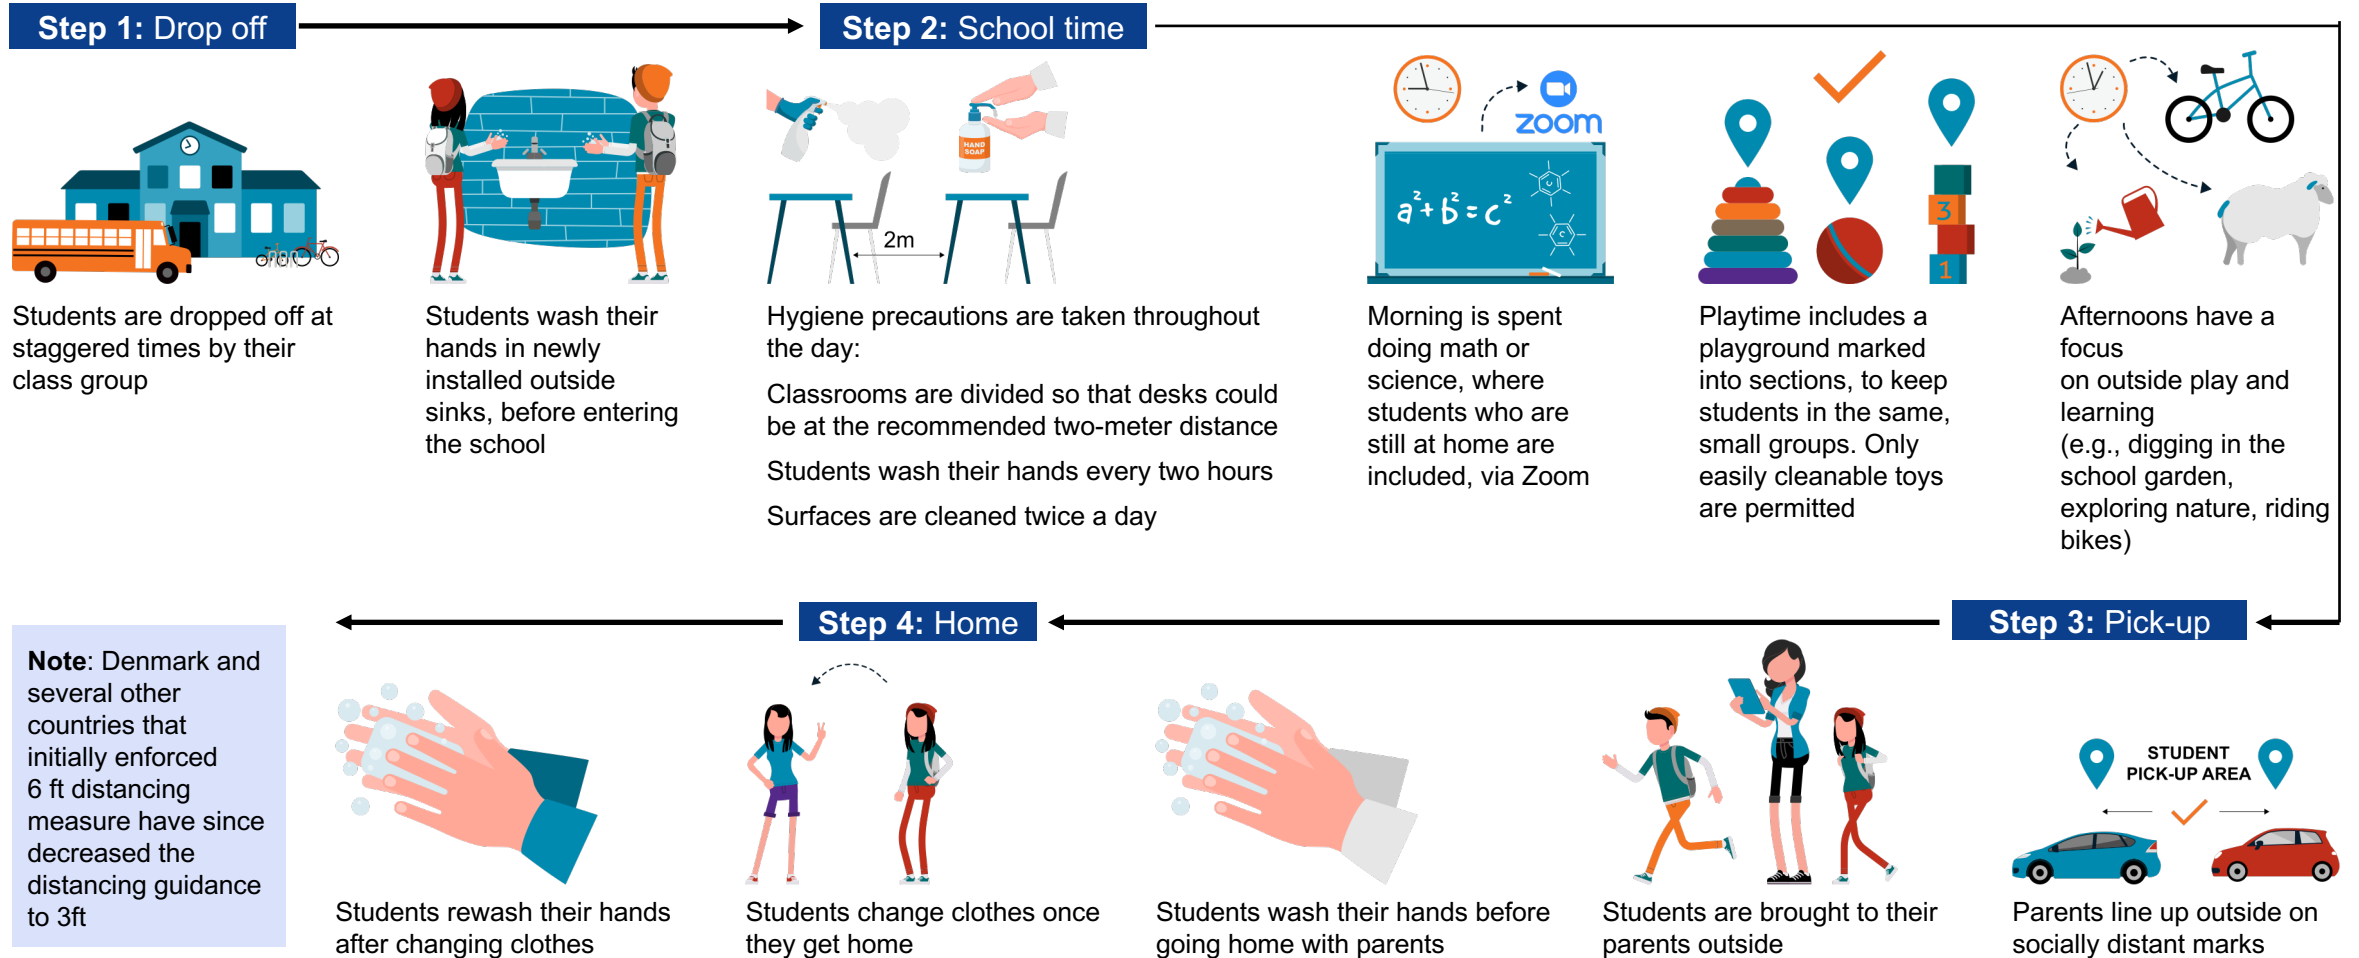 Step 1: Drop off
Students are dropped off at
staggered times by their
class group
Students wash their
hands in newly
installed outside
sinks, before entering
the school
Step 2: School time
HAND
SOAP
2m
Hygiene precautions are taken throughout
the day:
Classrooms are divided so that desks could
be at the recommended two-meter distance
Students wash their hands every two hours
Surfaces are cleaned twice a day
zoom
a² + b² = c²
C
C
Morning is spent
doing math or
science, where
students who are
still at home are
included, via Zoom
3
1
Playtime includes a
playground marked
into sections, to keep
students in the same,
small groups. Only
easily cleanable toys
are permitted
Afternoons have a
focus
on outside play and
learning
(e.g., digging in the
school garden,
exploring nature, riding
bikes)
Step 3: Pick-up
STUDENT
PICK-UP AREA
Parents line up outside on
socially distant marks
Students are brought to their
parents outside
Students wash their hands before
going home with parents
Step 4: Home
Students change clothes once
they get home
Students rewash their hands
after changing clothes
Note: Denmark and
several other
countries that
initially enforced
6 ft distancing
measure have since
decreased the
distancing guidance
to 3ft